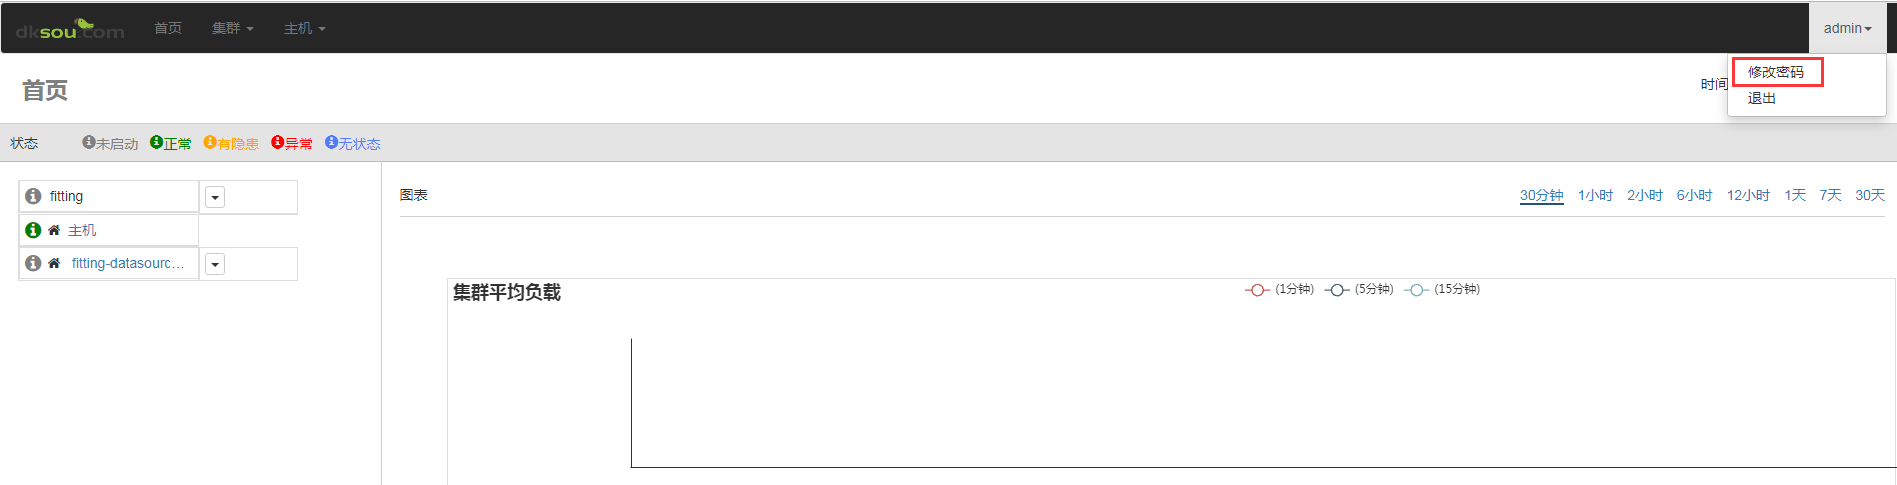 dksou.com 首页 集群 主机 admin
修改密码
首页 时间
退出
状态 未启动 正常 有隐患 异常 无状态
fitting
图表 30分钟 1小时 2小时 6小时 12小时 1天 7天 30天
主机
fitting-datasourc...
集群平均负载 (1分钟) (5分钟) (15分钟)